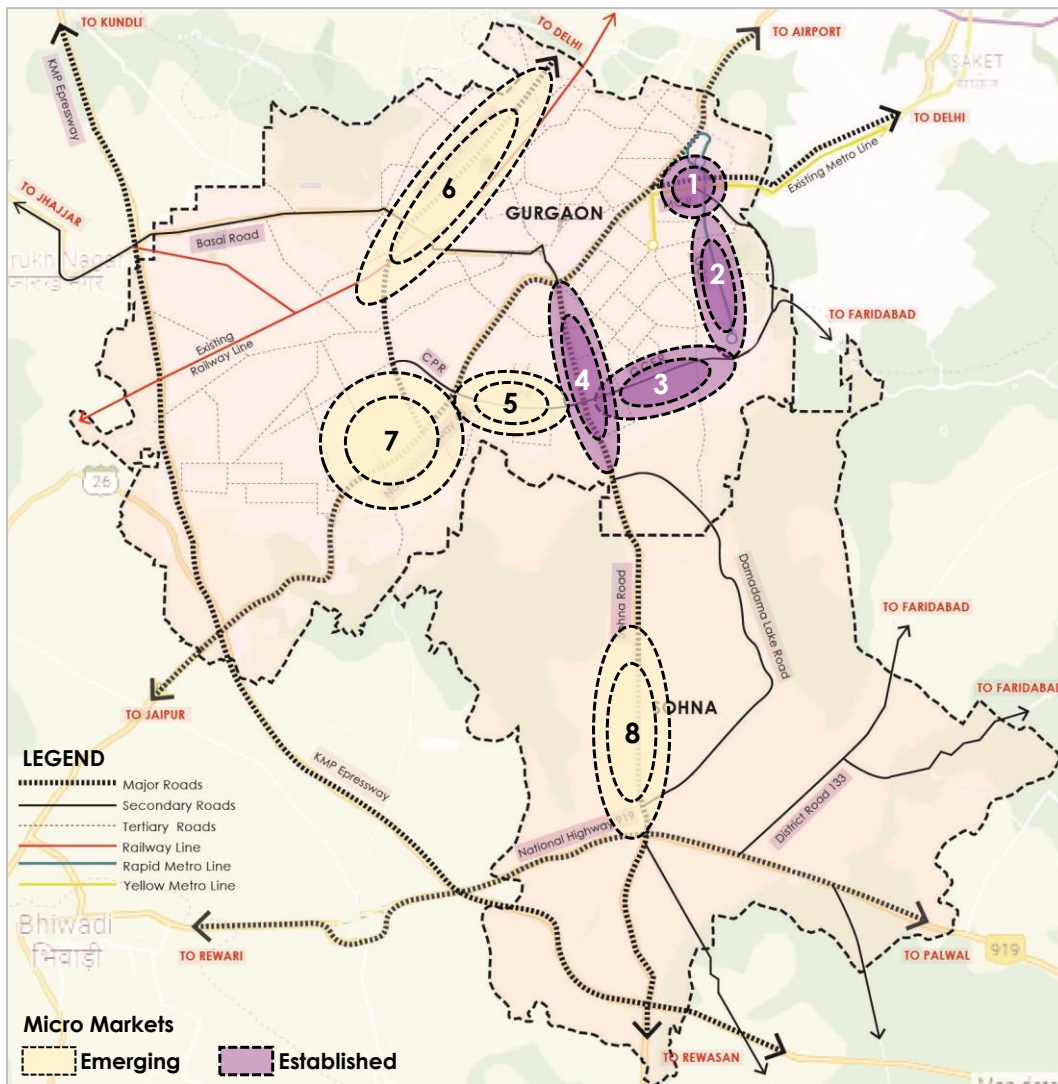 TO KUNDLI
TO DELHI
TO AIRPORT
KMP Epressway
SAKET
साकेत
TO DELHI
Existing Metro Line
TO JHAJJAR
1
6
GURGAON
Basai Road
rukh Nagar
2
TO FARIDABAD
Existing
Railway Line
CPR
4
3
5
7
26
Damadama Lake Road
TO FARIDABAD
TO FARIDABAD
TO JAIPUR
8
SOHNA
LEGEND
Major Roads
Secondary Roads
Tertiary Roads
Railway Line
Rapid Metro Line
Yellow Metro Line
KMP Epressway
National Highway 919
District Road 133
Bhiwadi
भिवाड़ी
TO REWARI
TO PALWAL
919
Micro Markets
Emerging
Established
TO REWASAN